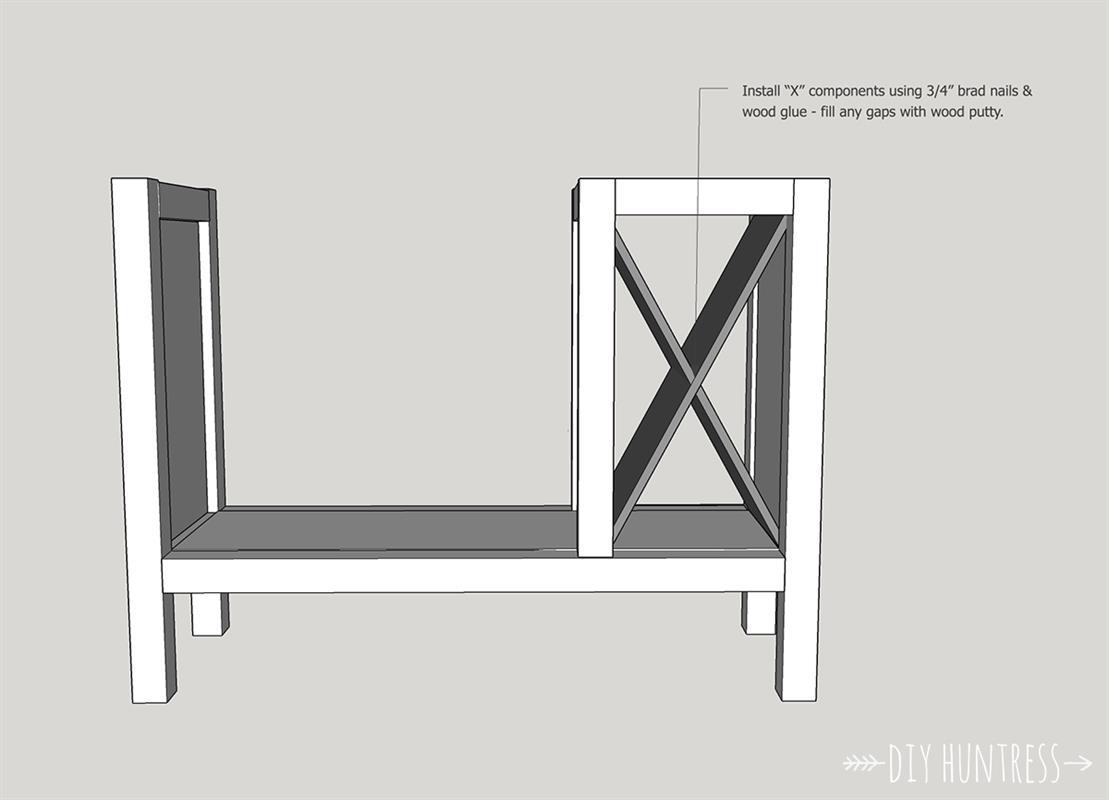 Install “X” components using 3/4” brad nails &
wood glue - fill any gaps with wood putty.
DIY HUNTRESS